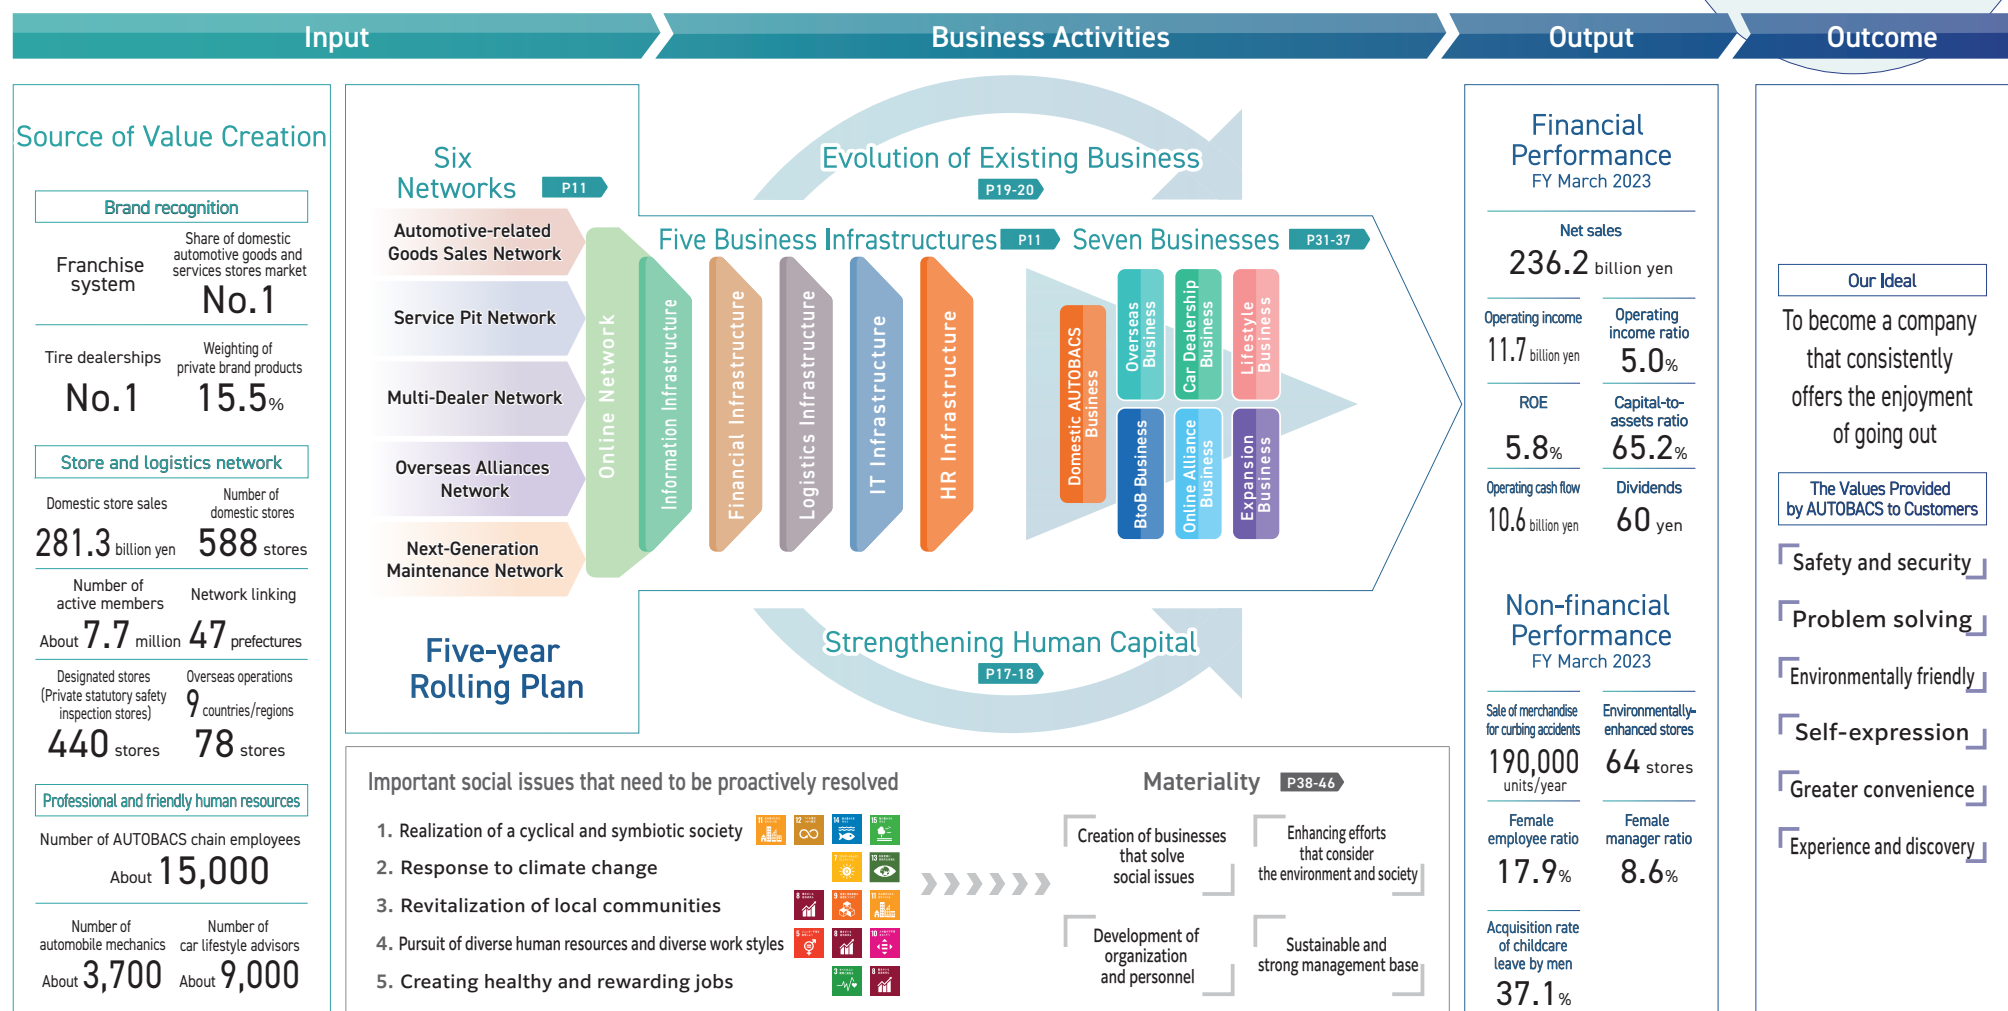 Input
Business Activities
Output
Outcome
Source of Value Creation
Brand recognition
Franchise
system
Share of domestic
automotive goods and
services stores market
No.1
Tire dealerships
No.1
Weighting of
private brand products
15.5%
Store and logistics network
Domestic store sales
281.3 billion yen
Number of
domestic stores
588 stores
Number of
active members
About 7.7 million
Network linking
47 prefectures
Designated stores
(Private statutory safety
inspection stores)
440 stores
Overseas operations
9 countries/regions
78 stores
Professional and friendly human resources
Number of AUTOBACS chain employees
About 15,000
Number of
automobile mechanics
About 3,700
Number of
car lifestyle advisors
About 9,000
Six
Networks P11
Automotive-related
Goods Sales Network
Service Pit Network
Multi-Dealer Network
Overseas Alliances
Network
Next-Generation
Maintenance Network
Online Network
Five-year
Rolling Plan
Evolution of Existing Business
P19-20
Five Business Infrastructures P11
Information Infrastructure
Financial Infrastructure
Logistics Infrastructure
IT Infrastructure
HR Infrastructure
Seven Businesses P31-37
Domestic AUTOBACS
Business
Overseas
Business
Car Dealership
Business
Lifestyle
Business
BtoB Business
Online Alliance
Business
Expansion
Business
Strengthening Human Capital
P17-18
Important social issues that need to be proactively resolved
1. Realization of a cyclical and symbiotic society
11
12
14
15
2. Response to climate change
7
13
3. Revitalization of local communities
8
9
11
4. Pursuit of diverse human resources and diverse work styles
5
8
10
5. Creating healthy and rewarding jobs
3
8
Materiality P38-46
Creation of businesses
that solve
social issues
Enhancing efforts
that consider
the environment and society
Development of
organization
and personnel
Sustainable and
strong management base
Financial
Performance
FY March 2023
Net sales
236.2 billion yen
Operating income
11.7 billion yen
Operating
income ratio
5.0%
ROE
5.8%
Capital-to-
assets ratio
65.2%
Operating cash flow
10.6 billion yen
Dividends
60 yen
Non-financial
Performance
FY March 2023
Sale of merchandise
for curbing accidents
190,000
units/year
Environmentally-
enhanced stores
64 stores
Female
employee ratio
17.9%
Female
manager ratio
8.6%
Acquisition rate
of childcare
leave by men
37.1%
Our Ideal
To become a company
that consistently
offers the enjoyment
of going out
The Values Provided
by AUTOBACS to Customers
Safety and security
Problem solving
Environmentally friendly
Self-expression
Greater convenience
Experience and discovery